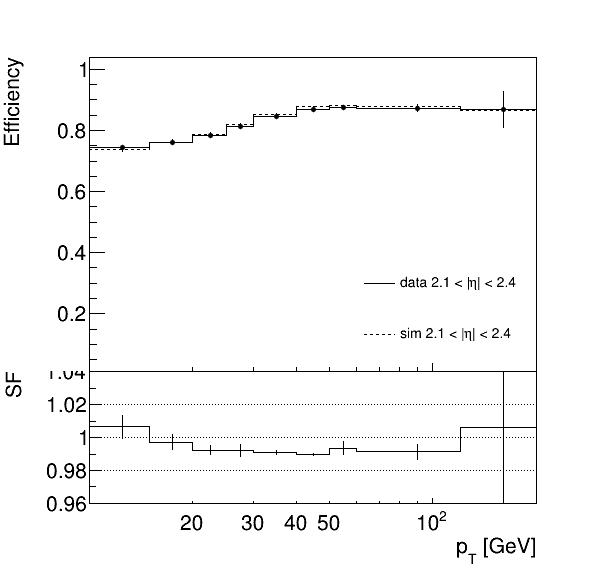 Efficiency
1
0.8
0.6
0.4
0.2
data 2.1 < |η| < 2.4
sim 2.1 < |η| < 2.4
SF
1.04
1.02
1
0.98
0.96
20 30 40 50 10²
p_T [GeV]